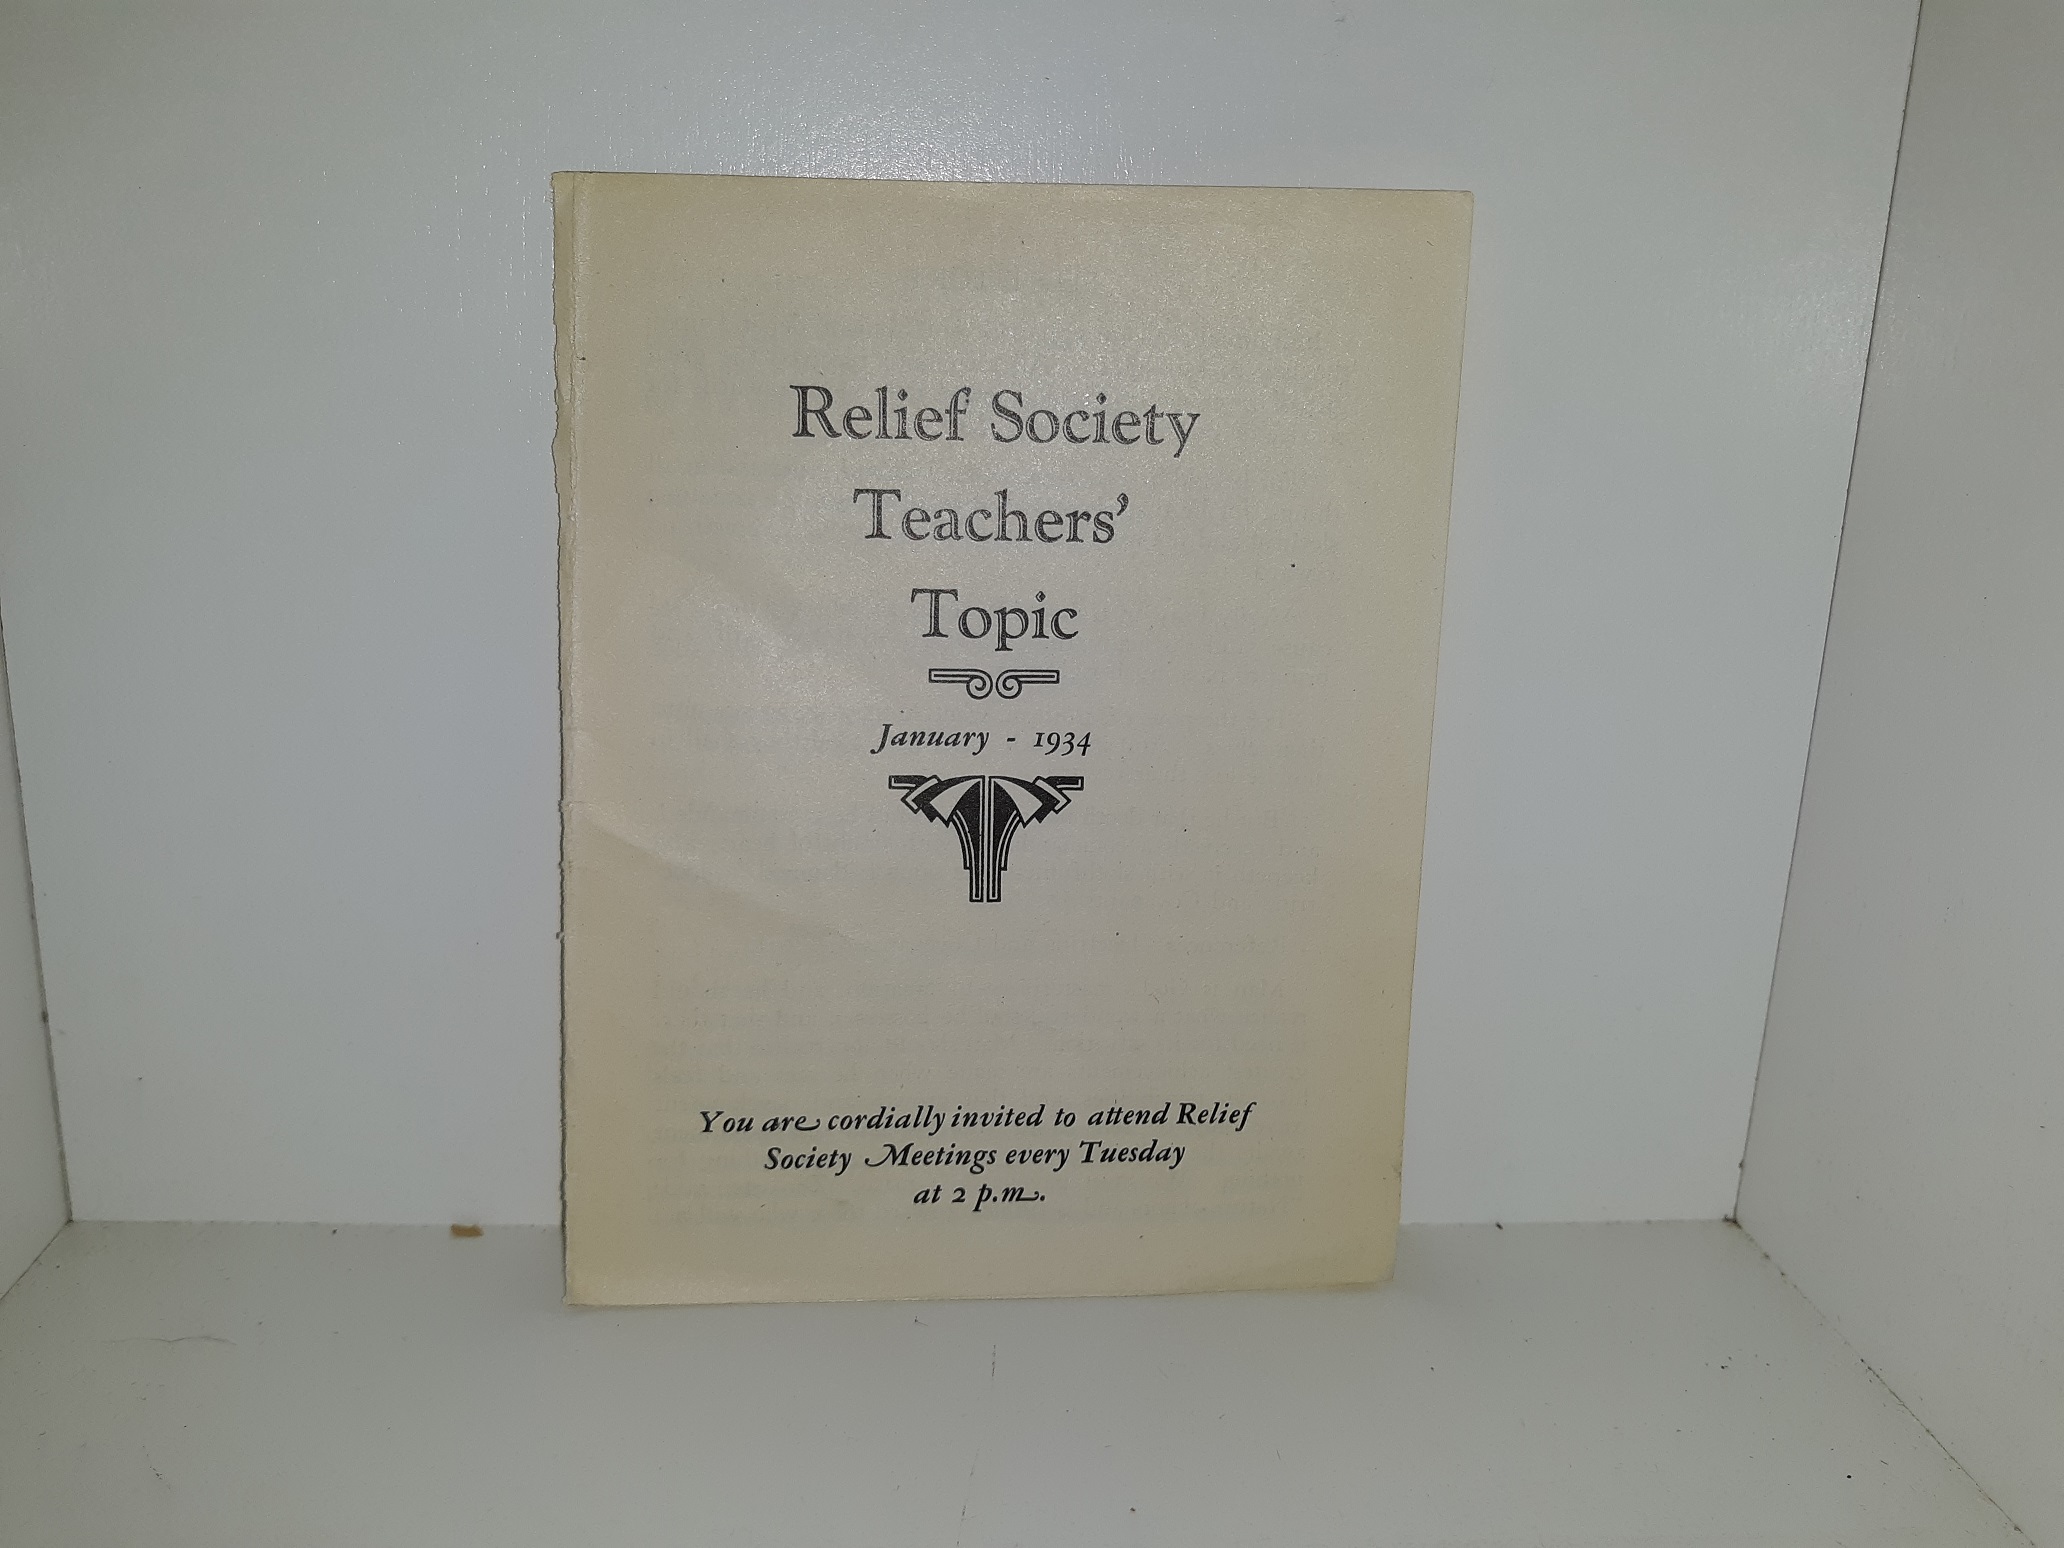 Relief Society
Teachers'
Topic
January - 1934
You are cordially invited to attend Relief
Society Meetings every Tuesday
at 2 p.m.